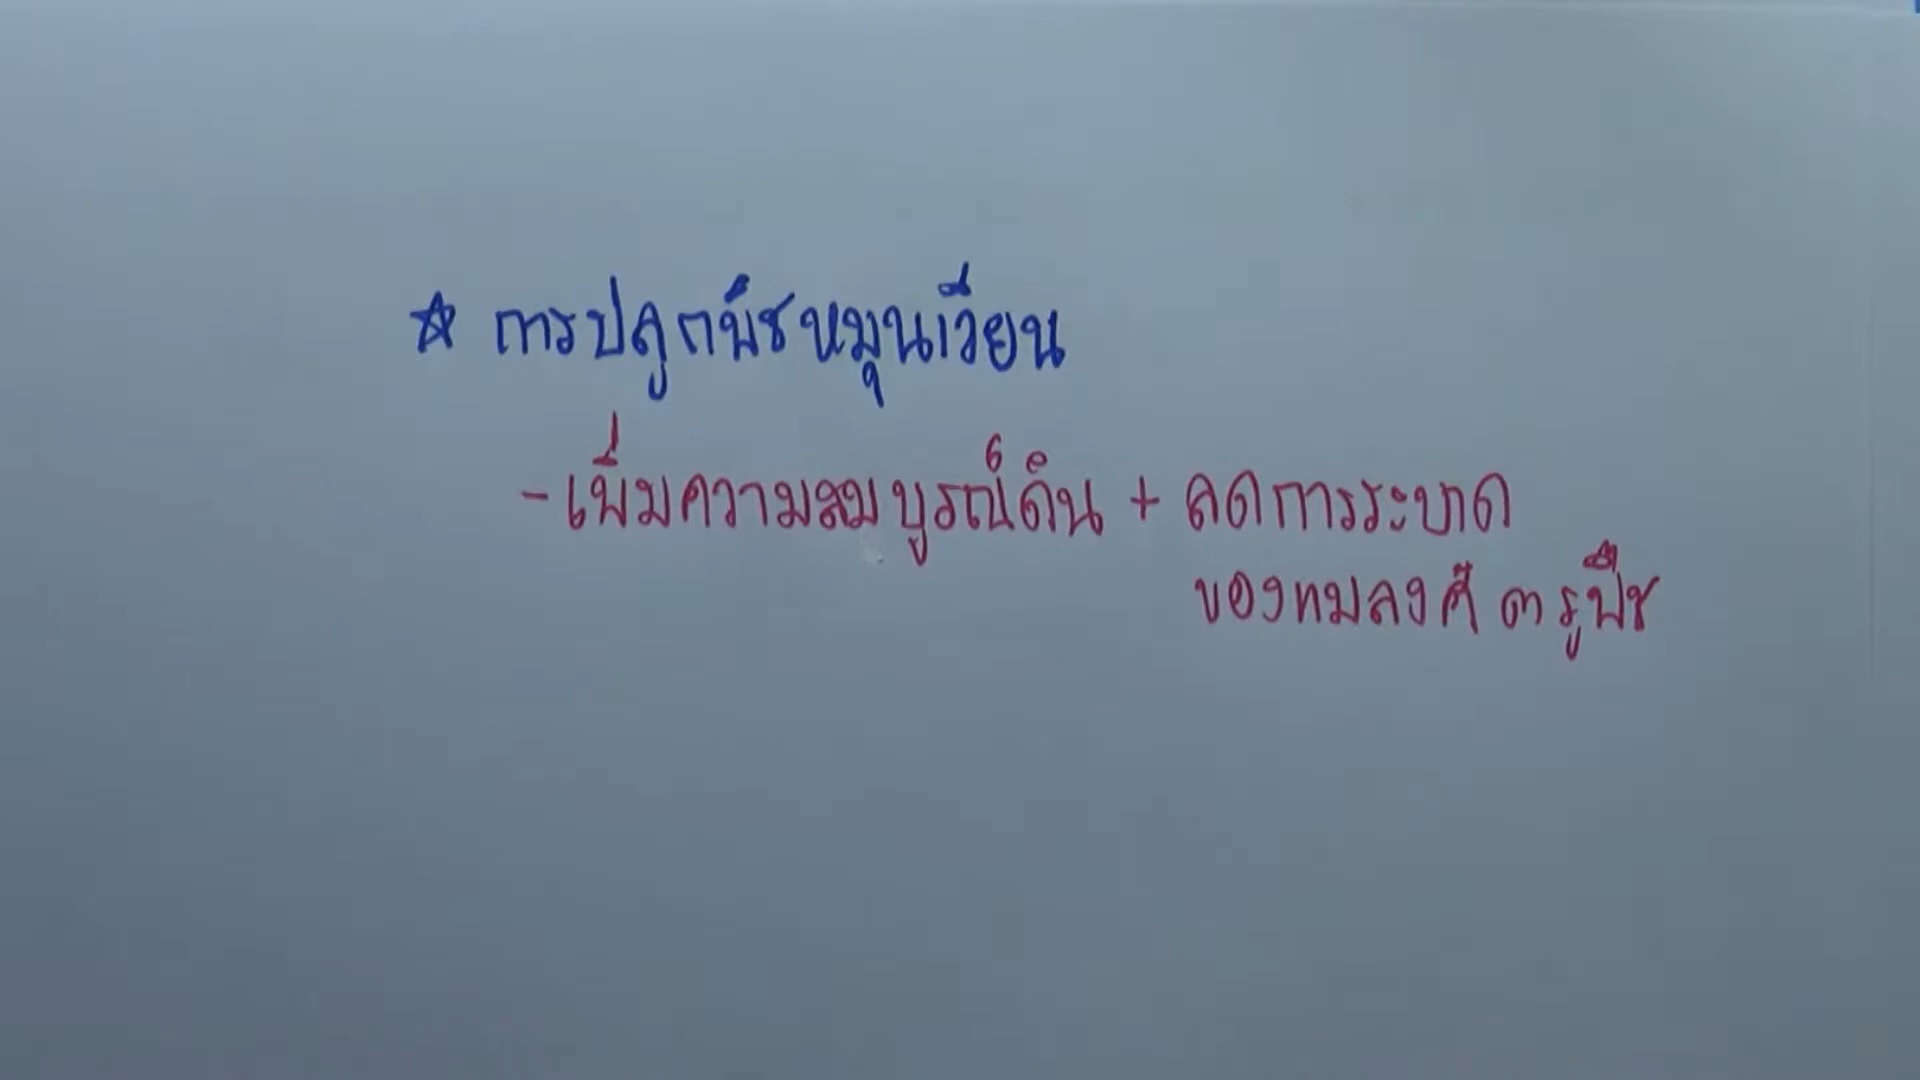 ☆ การปลูกพืชหมุนเวียน
- เพิ่มความสมบูรณ์ดิน + ลดการระบาด
ของแมลงศัตรูพืช